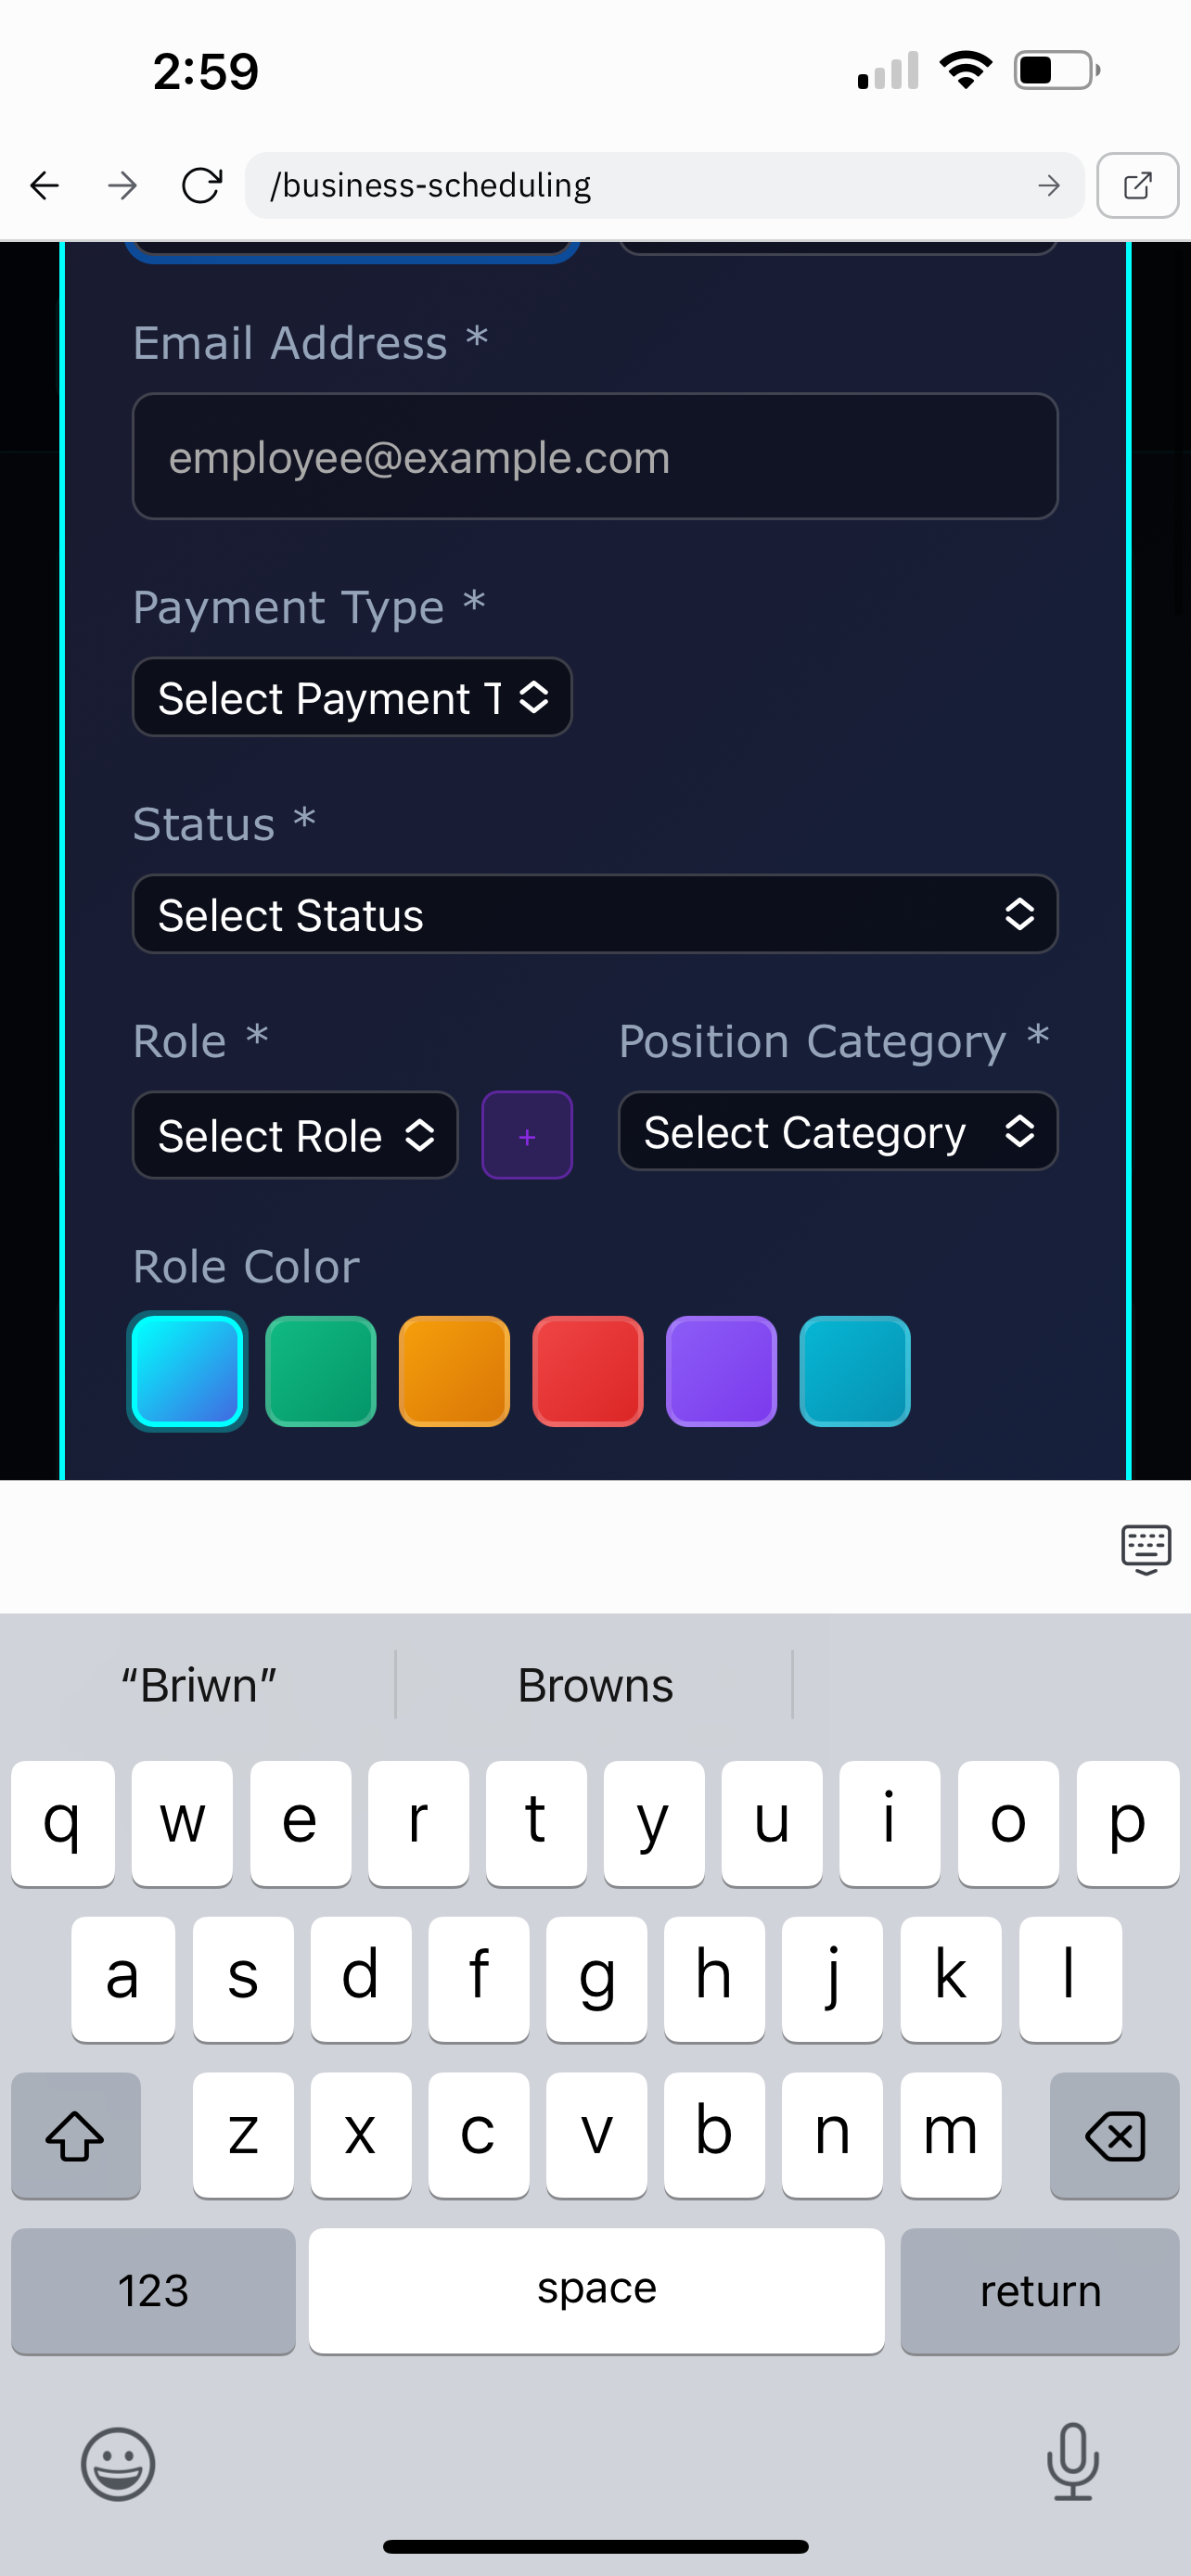 2:59
/business-scheduling
Email Address *
employee@example.com
Payment Type *
Select Payment T
Status *
Select Status
Role * Position Category *
Select Role + Select Category
Role Color
“Briwn” Browns
q w e r t y u i o p
a s d f g h j k l
z x c v b n m
123 space return